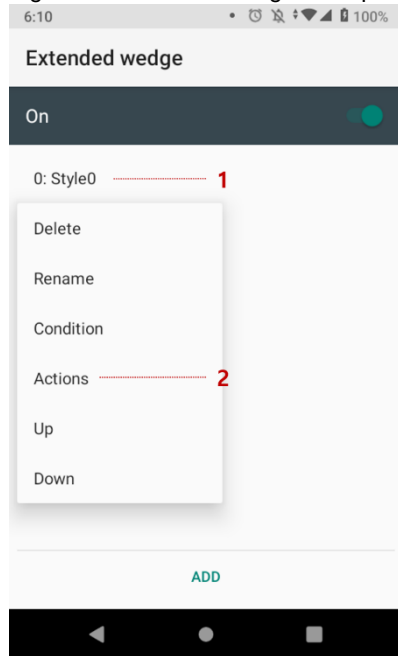 6:10 100%
Extended wedge
On
0: Style0 1
Delete
Rename
Condition
Actions 2
Up
Down
ADD